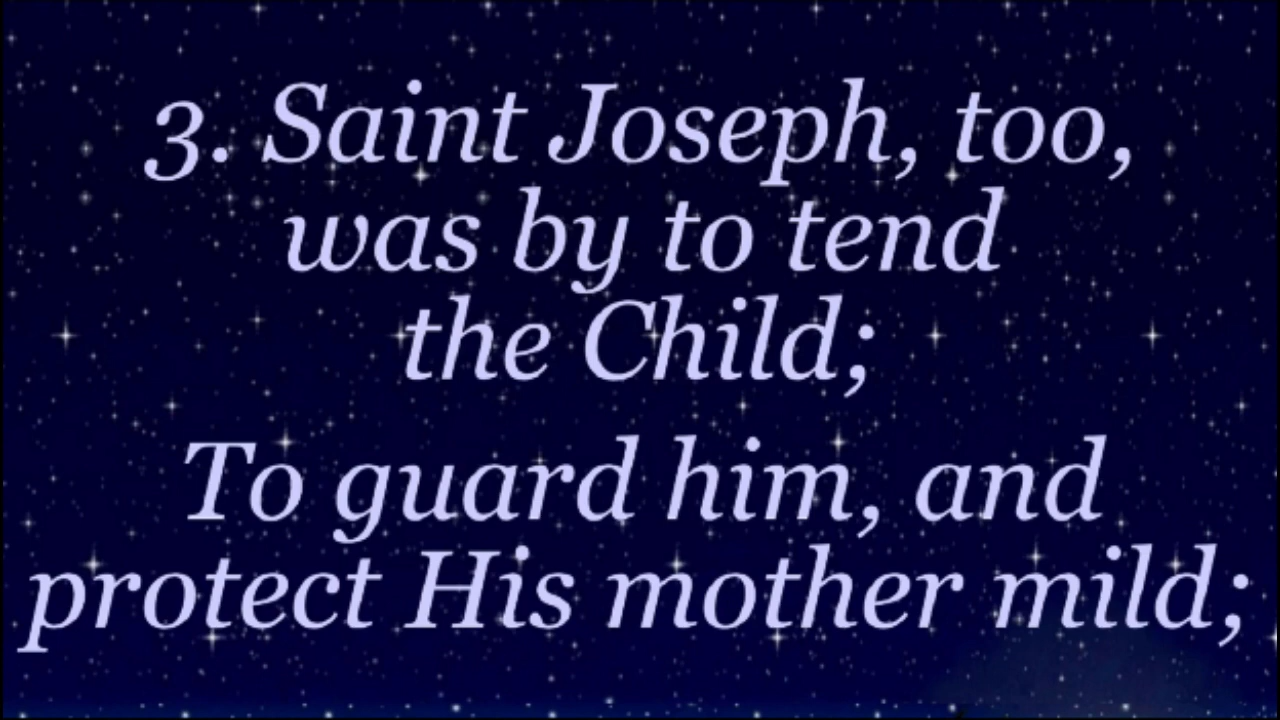 3. Saint Joseph, too,
was by to tend
the Child;
To guard him, and
protect His mother mild;